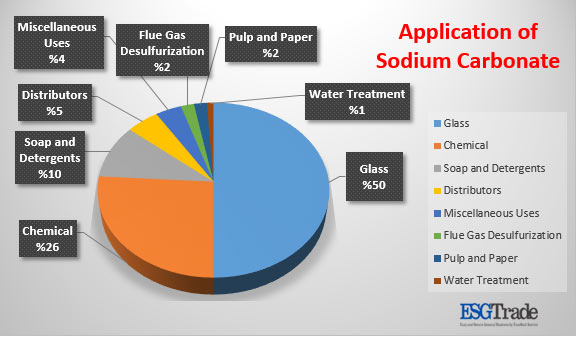 Application of
Sodium Carbonate
Miscellaneous
Uses
%4
Flue Gas
Desulfurization
%2
Pulp and Paper
%2
Water Treatment
%1
Distributors
%5
Soap and
Detergents
%10
Glass
%50
Chemical
%26
Glass
Chemical
Soap and Detergents
Distributors
Miscellaneous Uses
Flue Gas Desulfurization
Pulp and Paper
Water Treatment
ESGTrade